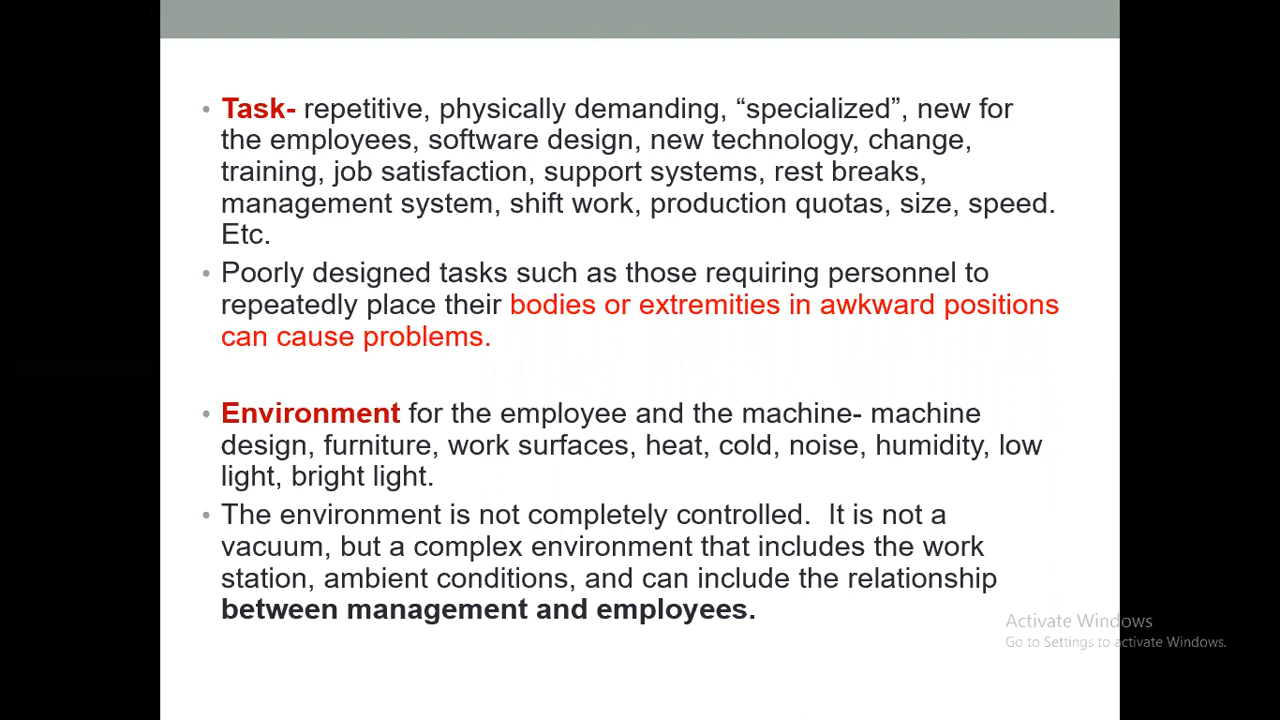 • Task- repetitive, physically demanding, “specialized”, new for
the employees, software design, new technology, change,
training, job satisfaction, support systems, rest breaks,
management system, shift work, production quotas, size, speed.
Etc.
• Poorly designed tasks such as those requiring personnel to
repeatedly place their bodies or extremities in awkward positions
can cause problems.
• Environment for the employee and the machine- machine
design, furniture, work surfaces, heat, cold, noise, humidity, low
light, bright light.
• The environment is not completely controlled.  It is not a
vacuum, but a complex environment that includes the work
station, ambient conditions, and can include the relationship
between management and employees.
Activate Windows
Go to Settings to activate Windows.